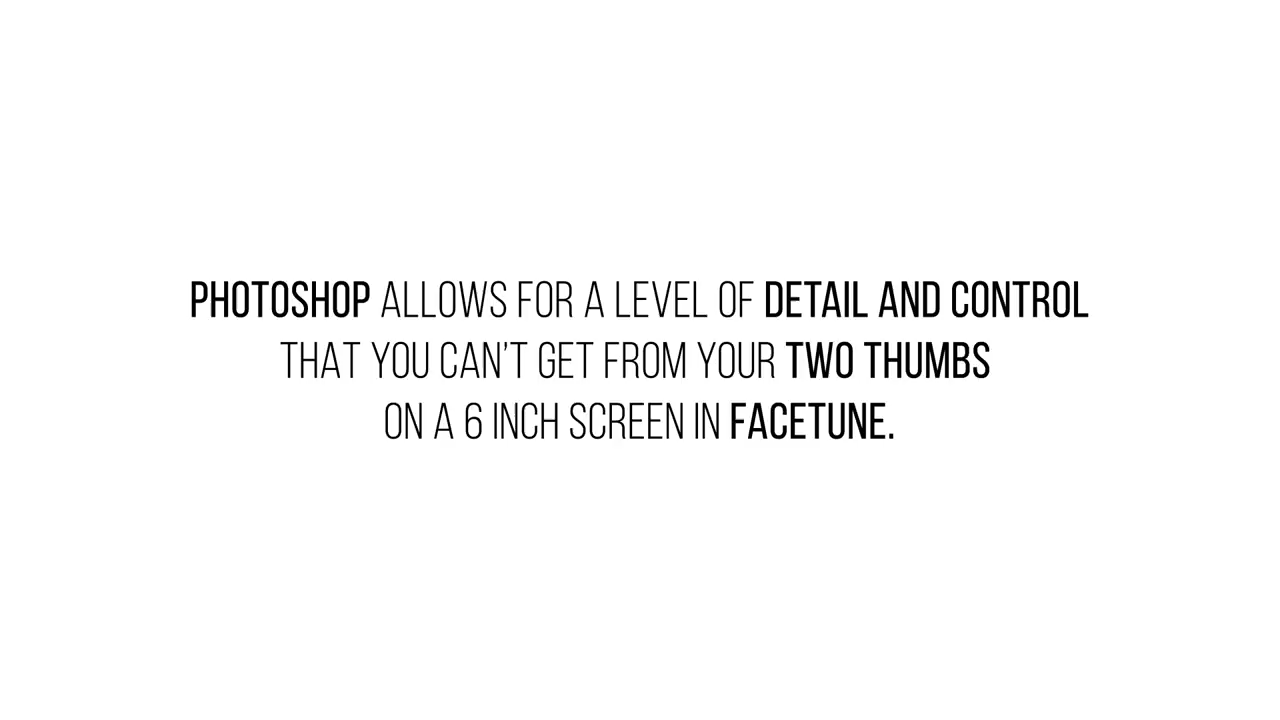 PHOTOSHOP ALLOWS FOR A LEVEL OF DETAIL AND CONTROL
THAT YOU CAN'T GET FROM YOUR TWO THUMBS
ON A 6 INCH SCREEN IN FACETUNE.